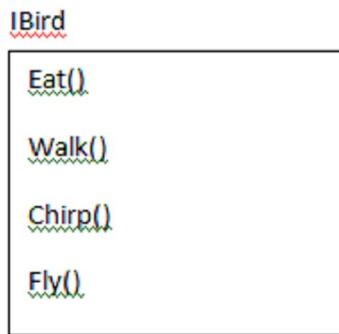 IBird
Eat()
Walk()
Chirp()
Fly()